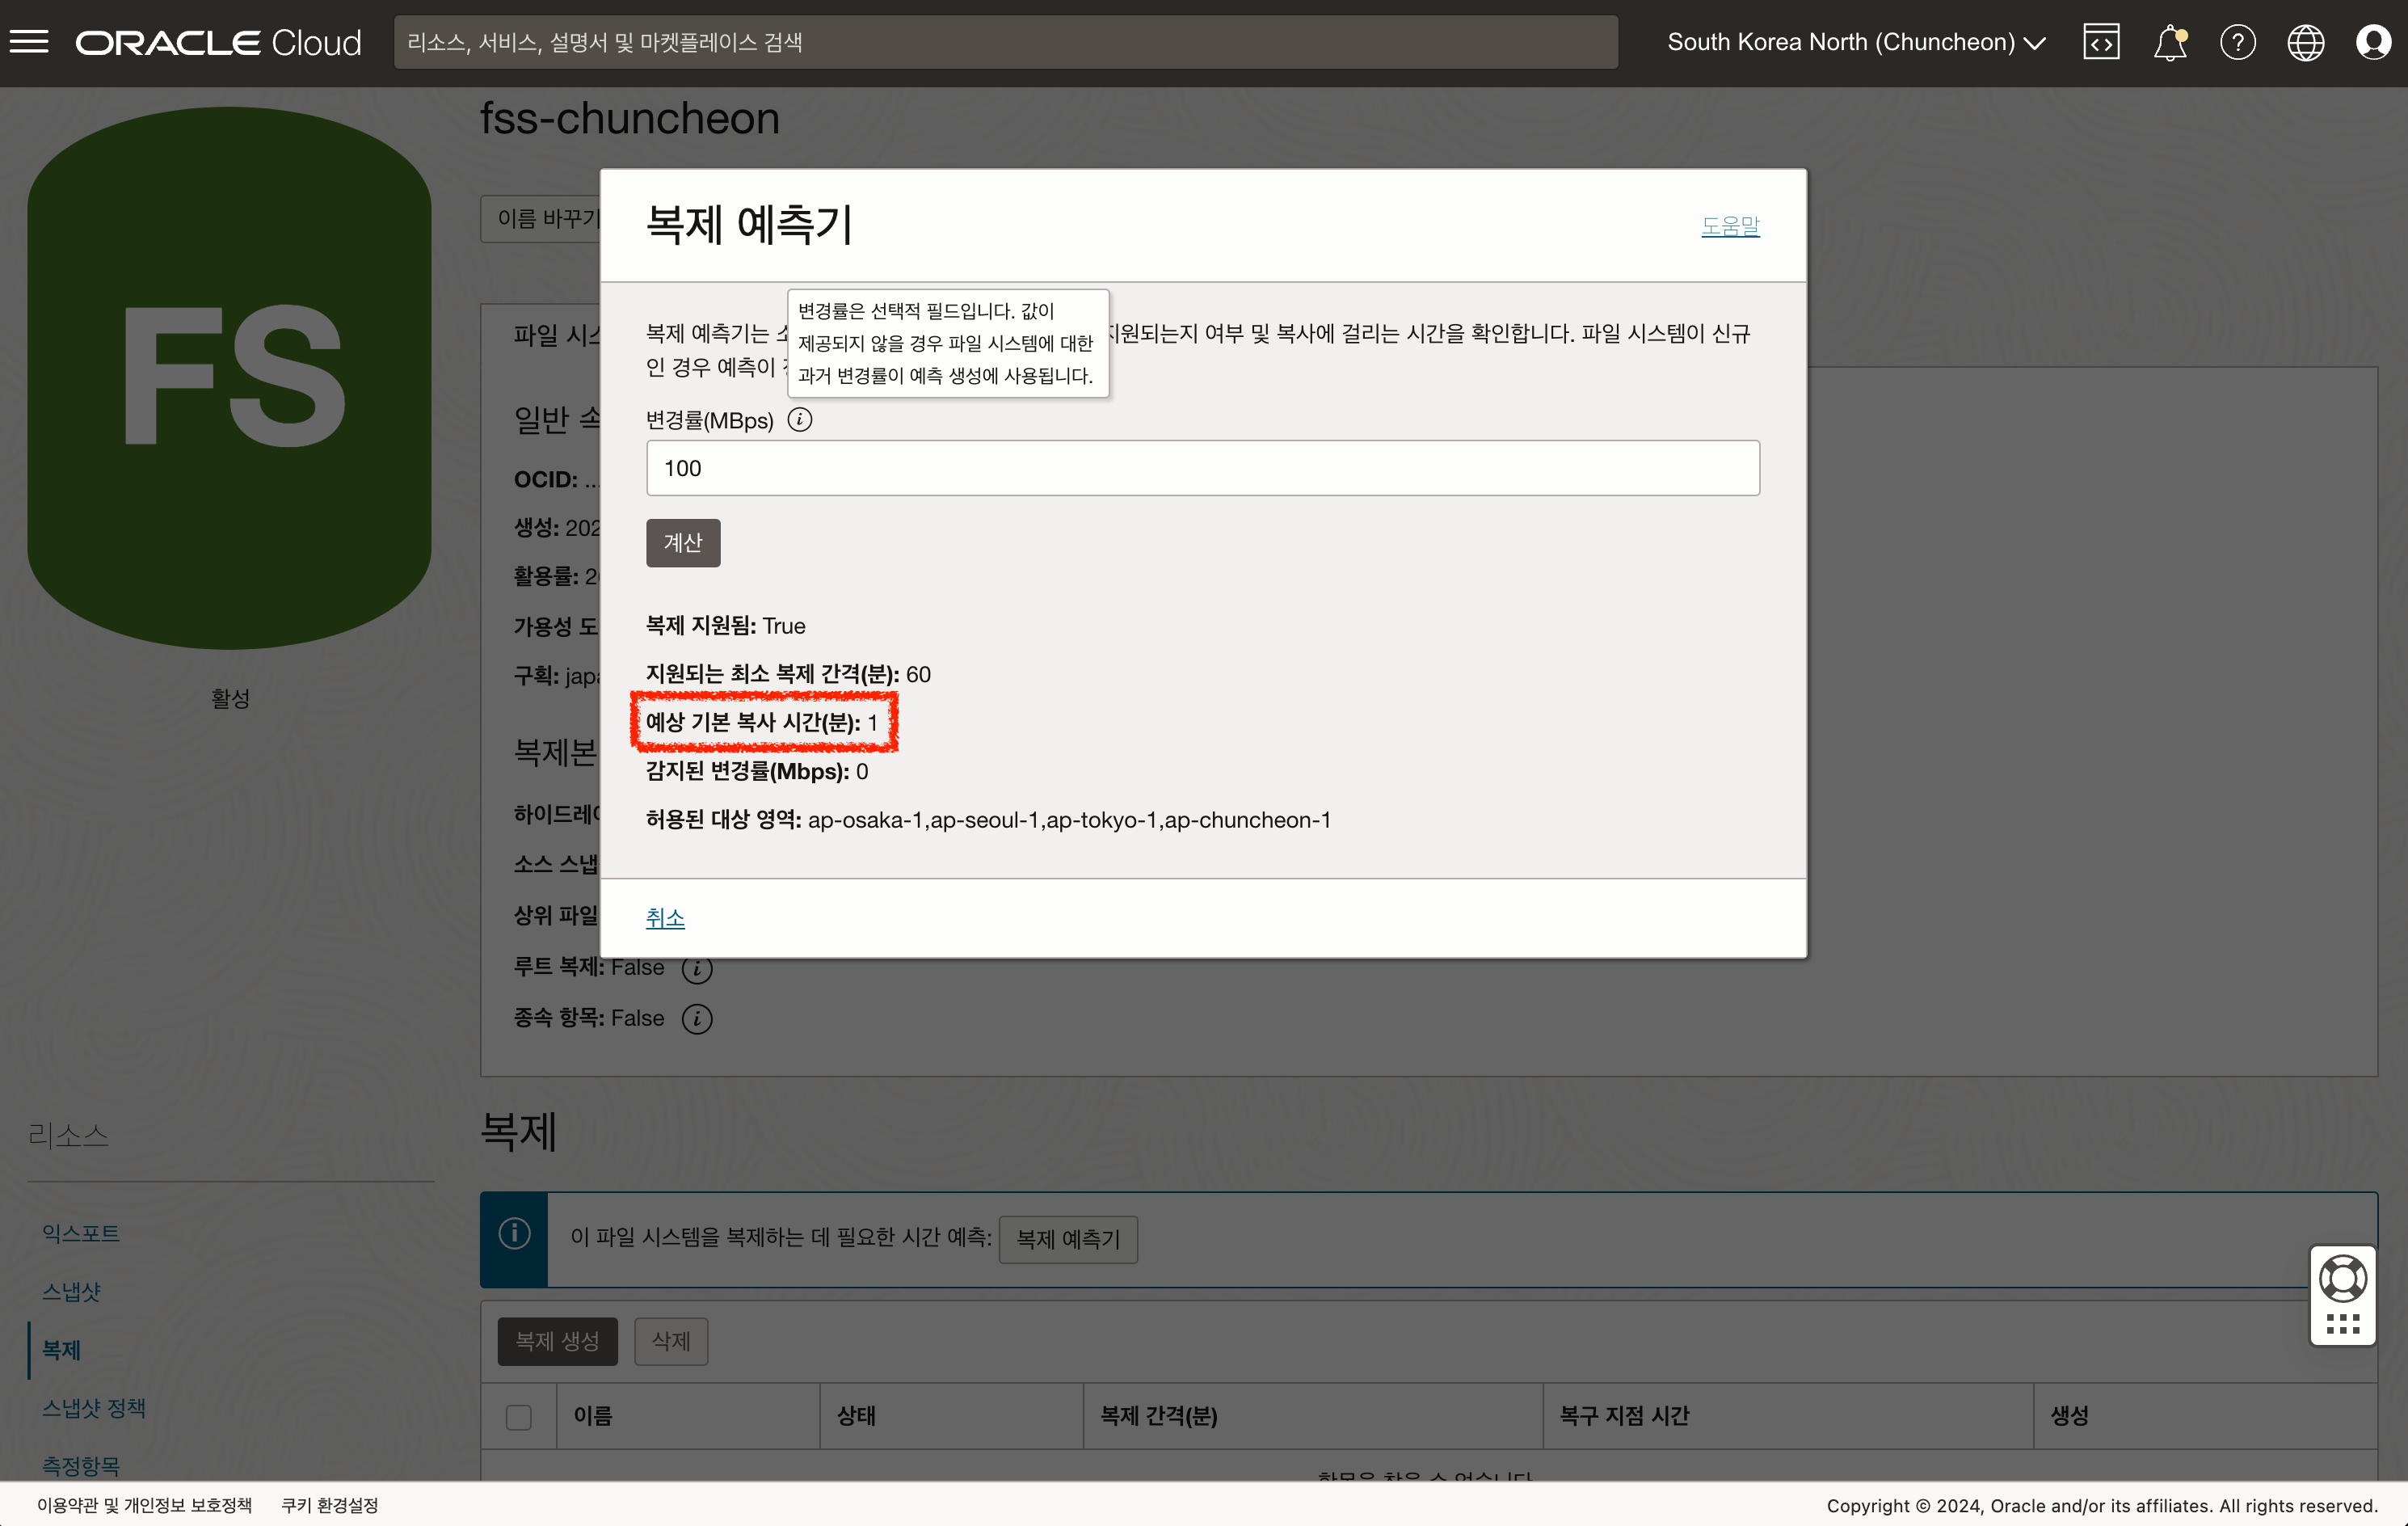 ORACLE Cloud
리소스, 서비스, 설명서 및 마켓플레이스 검색
South Korea North (Chuncheon)
fss-chuncheon
FS
활성
이름 바꾸기
파일 시스
일반 속
OCID: ...
생성: 202
활용률: 2
가용성 도
구획: japa
복제본
하이드레이
소스 스냅
상위 파일
루트 복제: False
종속 항목: False
복제 예측기
도움말
복제 예측기는 소
지원되는지 여부 및 복사에 걸리는 시간을 확인합니다. 파일 시스템이 신규
인 경우 예측이
변경률은 선택적 필드입니다. 값이
제공되지 않을 경우 파일 시스템에 대한
과거 변경률이 예측 생성에 사용됩니다.
변경률(MBps)
100
계산
복제 지원됨: True
지원되는 최소 복제 간격(분): 60
예상 기본 복사 시간(분): 1
감지된 변경률(Mbps): 0
허용된 대상 영역: ap-osaka-1,ap-seoul-1,ap-tokyo-1,ap-chuncheon-1
취소
리소스
익스포트
스냅샷
복제
스냅샷 정책
측정항목
복제
이 파일 시스템을 복제하는 데 필요한 시간 예측: 복제 예측기
복제 생성 삭제
이름 상태 복제 간격(분) 복구 지점 시간 생성
항목을 찾을 수 없습니다
이용약관 및 개인정보 보호정책 쿠키 환경설정
Copyright © 2024, Oracle and/or its affiliates. All rights reserved.